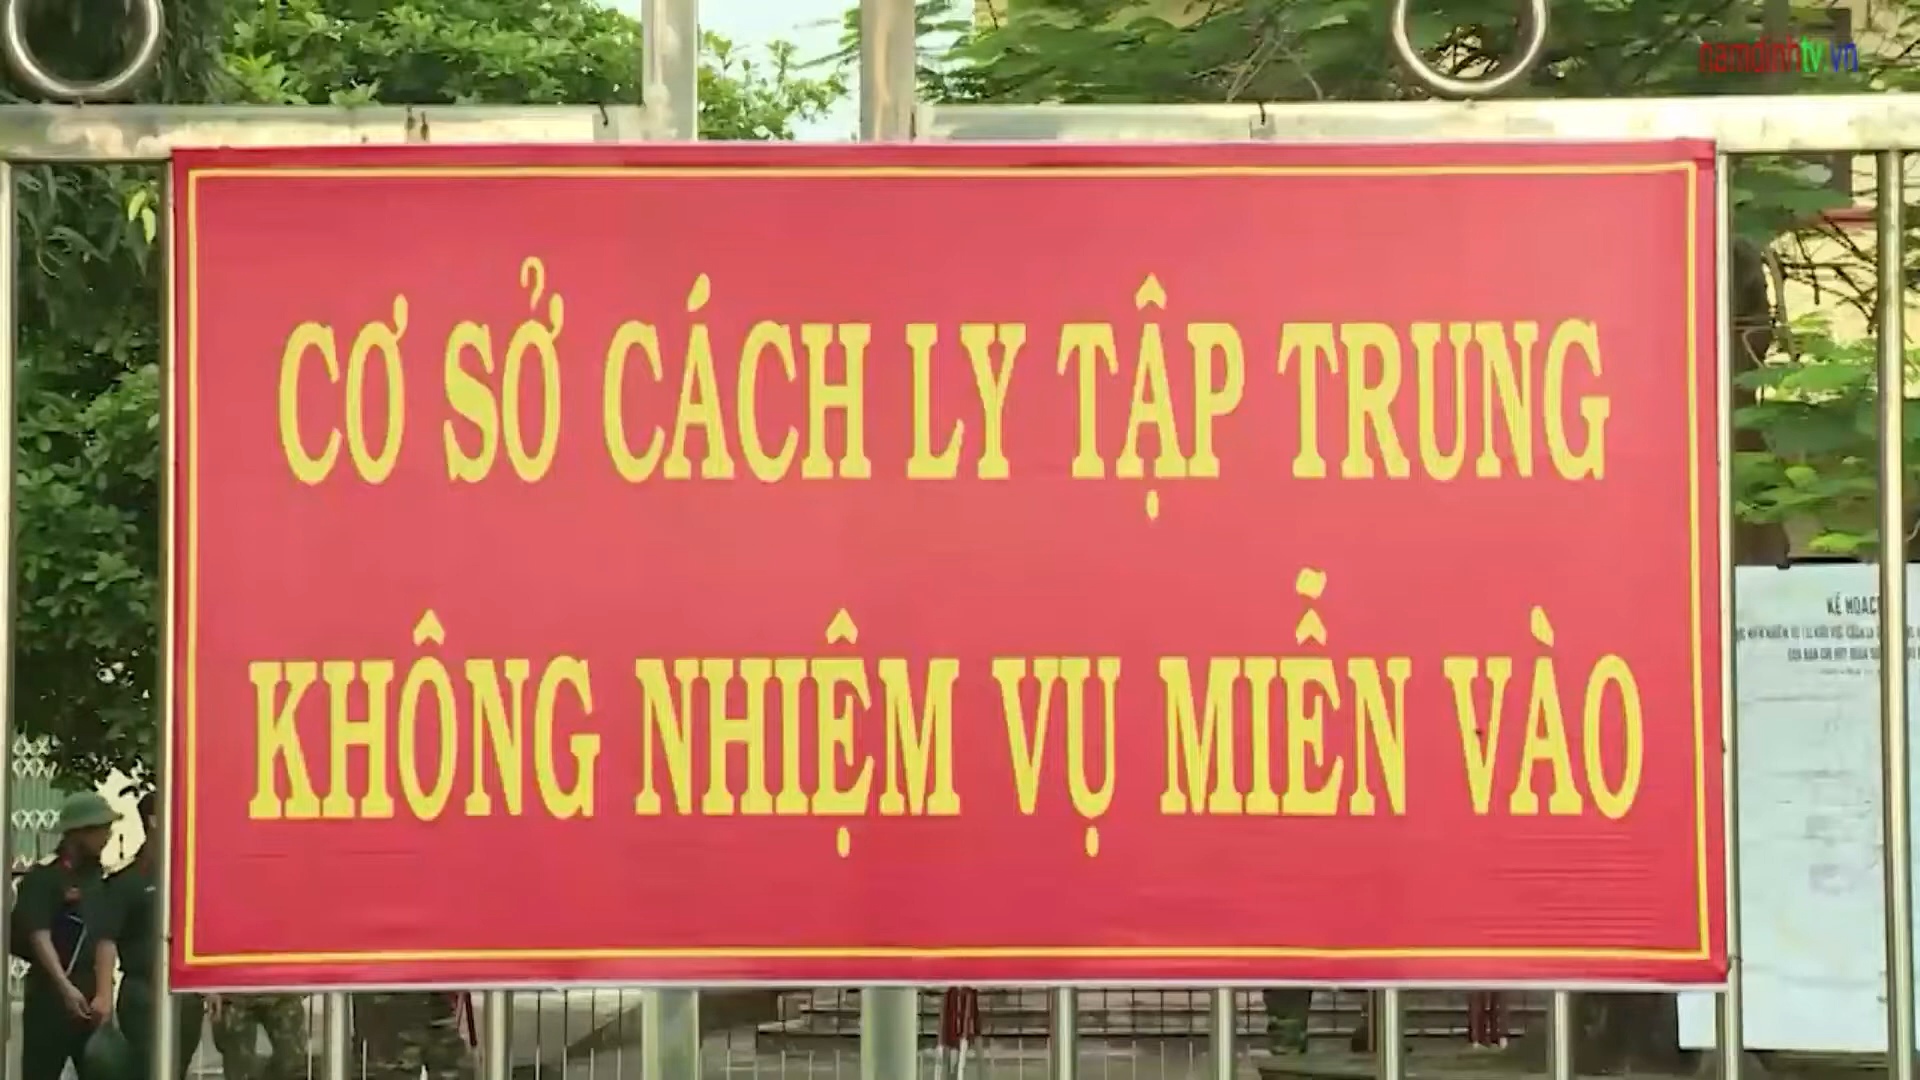 namdinhtv.vn
CƠ SỞ CÁCH LY TẬP TRUNG
KHÔNG NHIỆM VỤ MIỄN VÀO